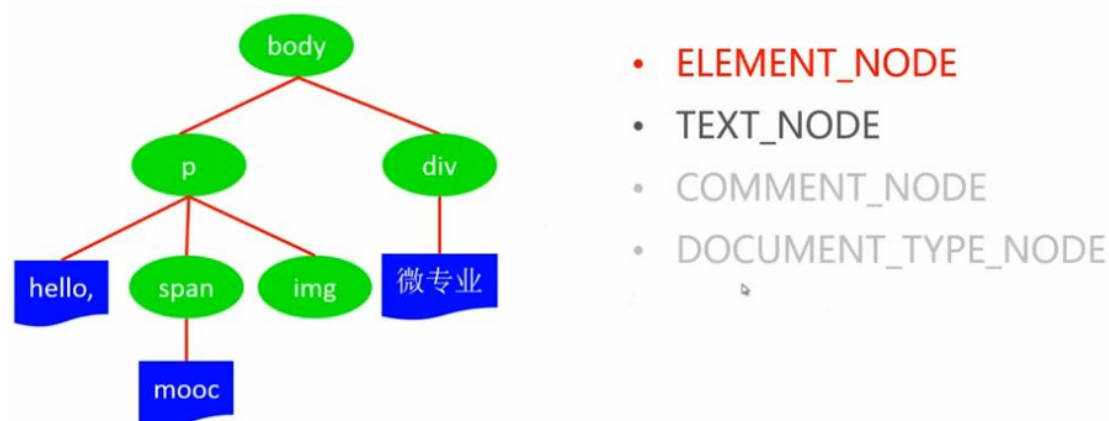 body
p
div
hello,
span
img
微专业
mooc
• ELEMENT_NODE
• TEXT_NODE
• COMMENT_NODE
• DOCUMENT_TYPE_NODE